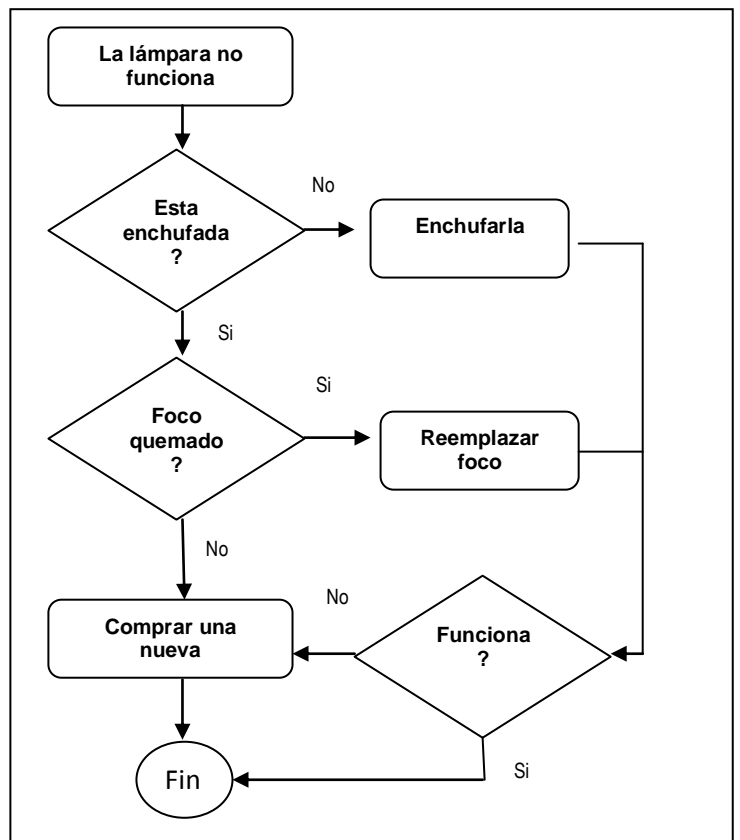 La lámpara no
funciona
No
Esta
enchufada
?
Enchufarla
Si
Si
Foco
quemado
?
Reemplazar
foco
No
No
Comprar una
nueva
Funciona
?
Fin
Si